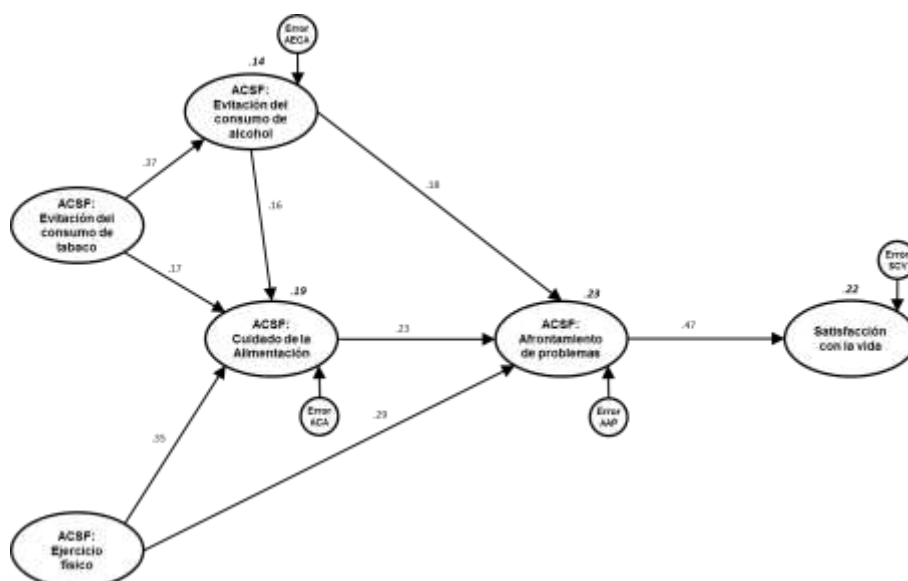 Error
AECA
.14
ACSF:
Evitación del
consumo de
alcohol
.37
.18
.16
ACSF:
Evitación del
consumo de
tabaco
.17
Error
SCV
.19
.23
.22
ACSF:
Cuidado de la
Alimentación
.23
ACSF:
Afrontamiento
de problemas
.47
Satisfacción
con la vida
Error
ACA
Error
AAP
.29
.35
ACSF:
Ejercicio
físico